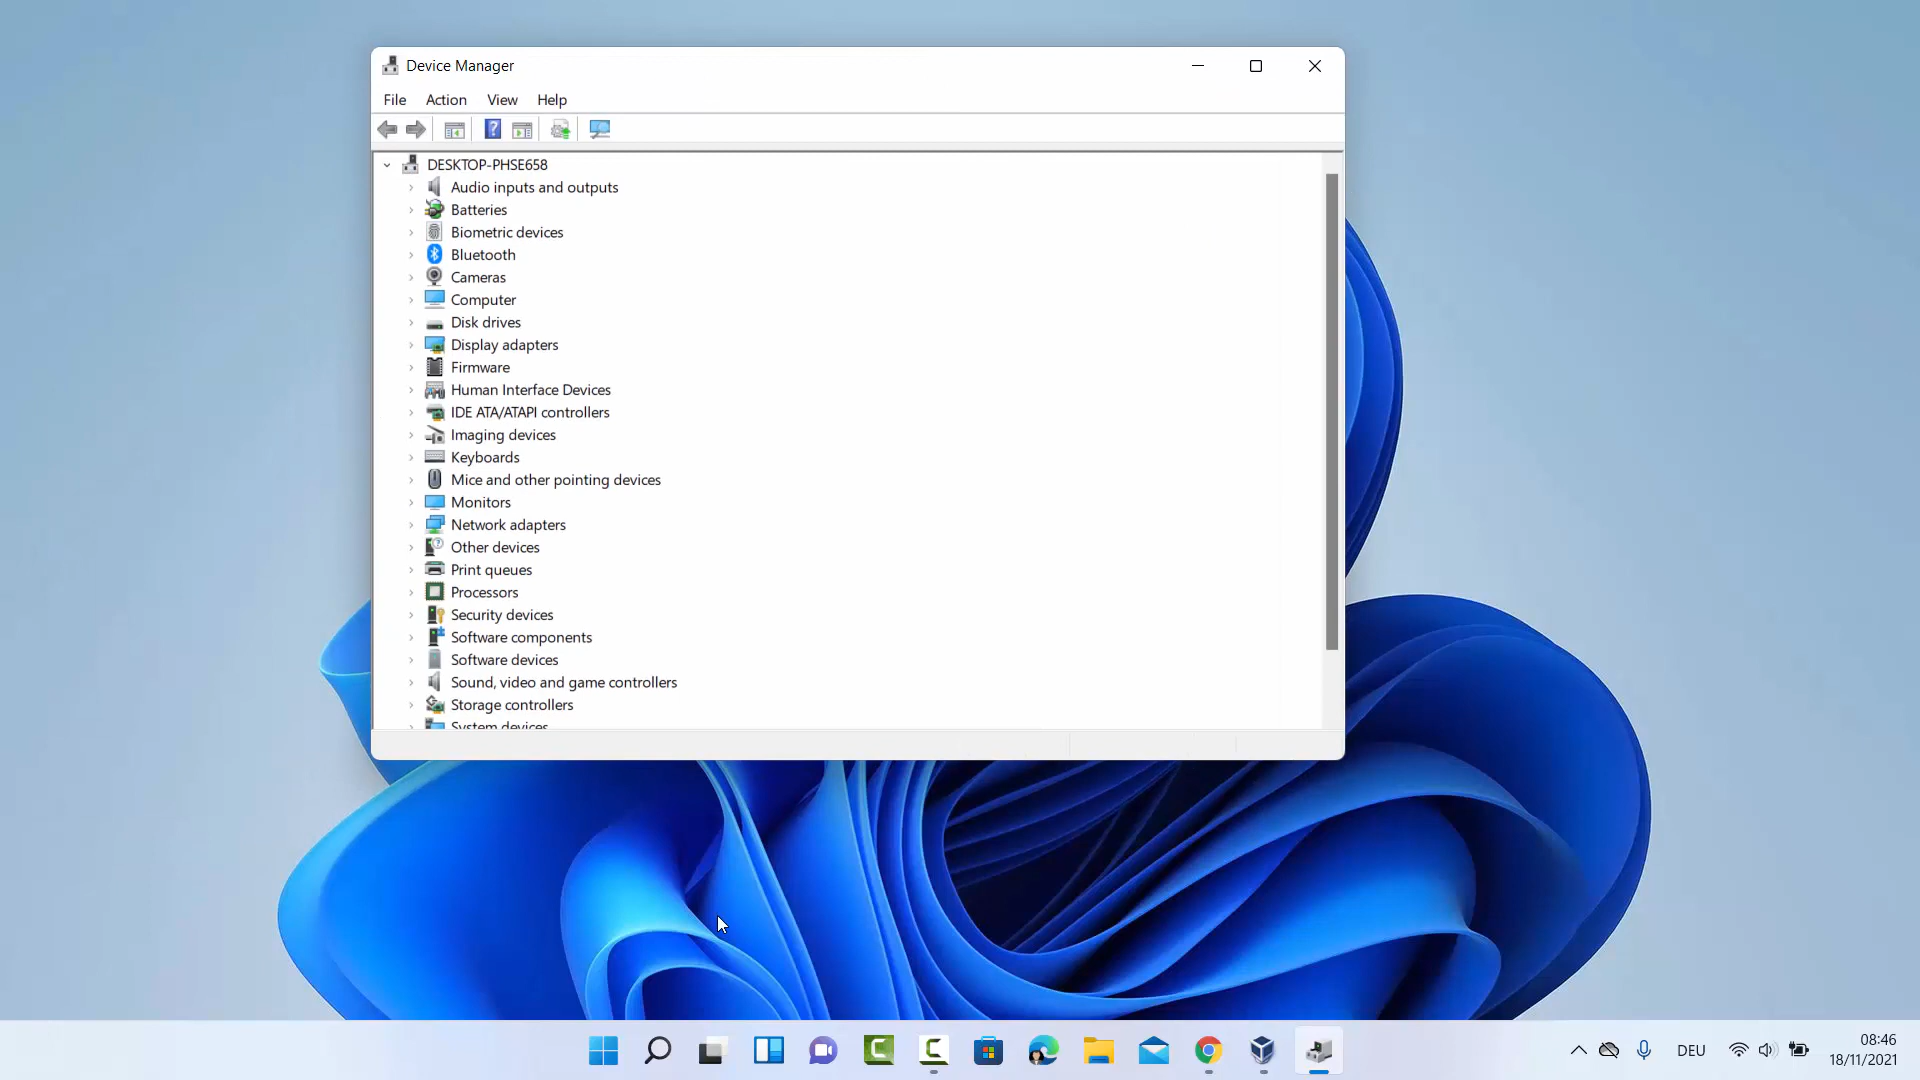 Device Manager
File Action View Help
DESKTOP-PHSE658
Audio inputs and outputs
Batteries
Biometric devices
Bluetooth
Cameras
Computer
Disk drives
Display adapters
Firmware
Human Interface Devices
IDE ATA/ATAPI controllers
Imaging devices
Keyboards
Mice and other pointing devices
Monitors
Network adapters
Other devices
Print queues
Processors
Security devices
Software components
Software devices
Sound, video and game controllers
Storage controllers
System devices
DEU
08:46
18/11/2021